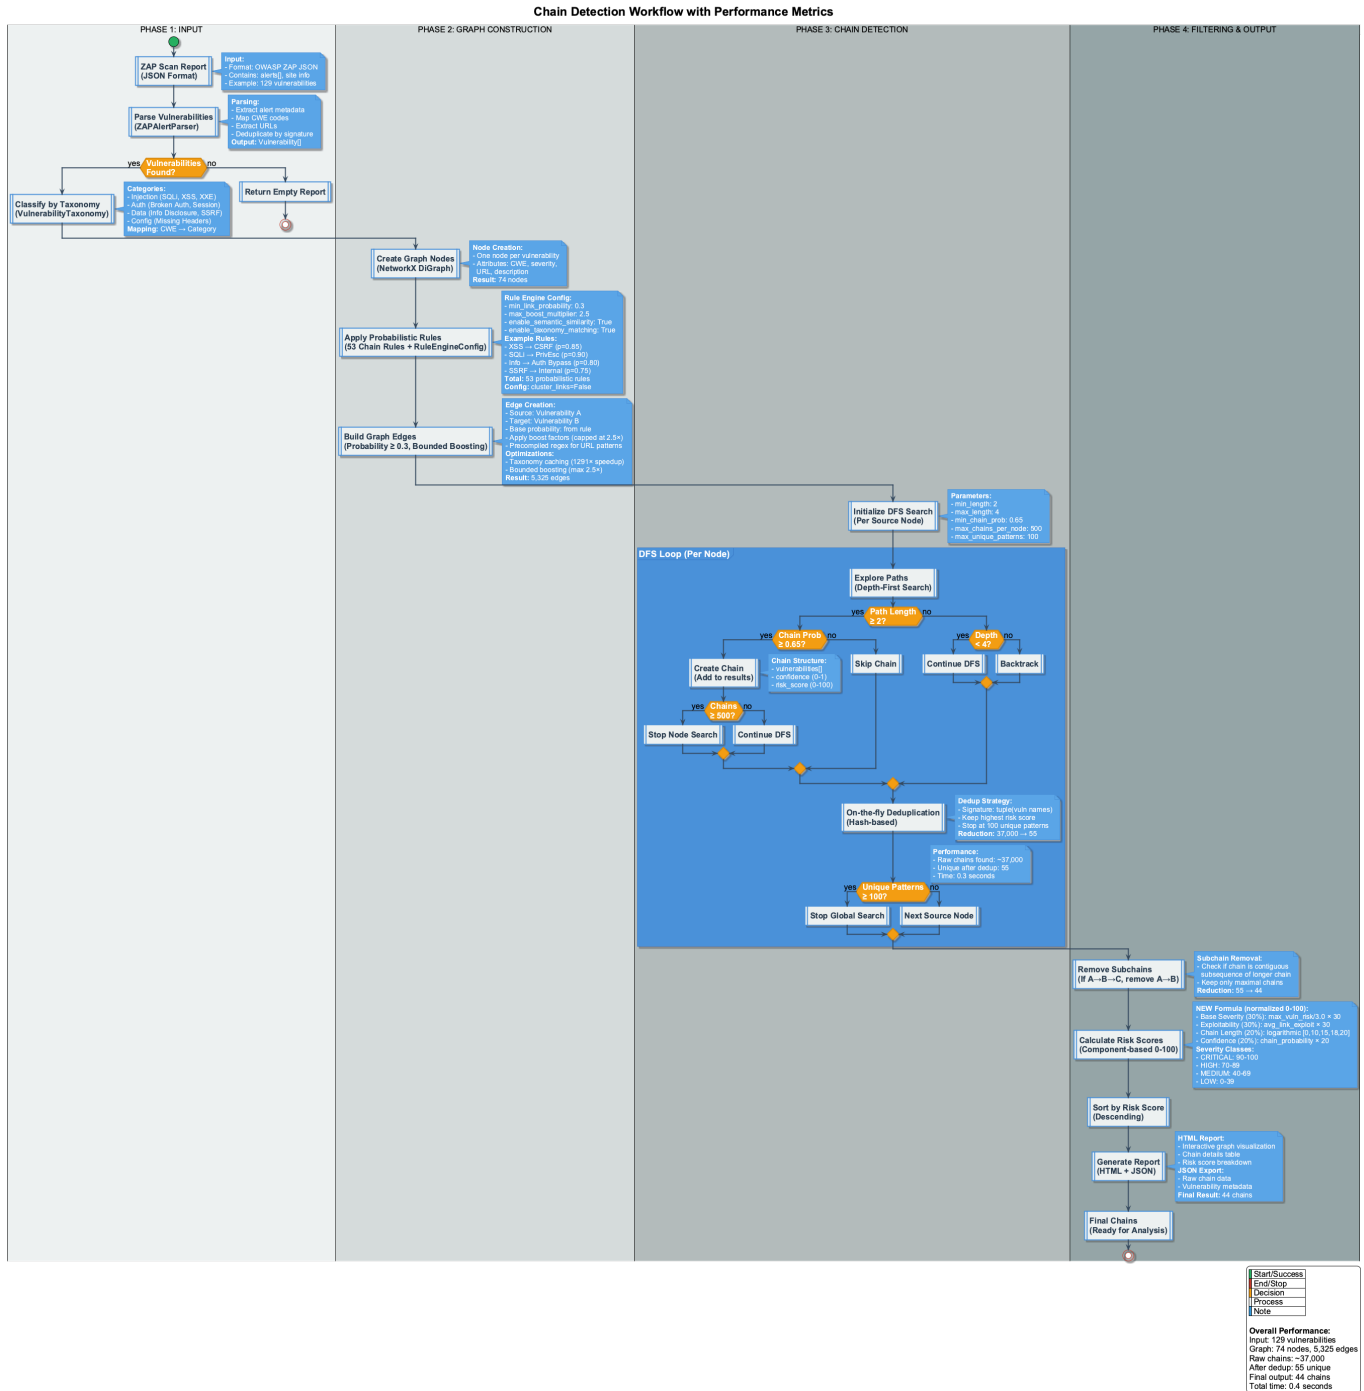 Chain Detection Workflow with Performance Metrics
PHASE 1: INPUT
PHASE 2: GRAPH CONSTRUCTION
PHASE 3: CHAIN DETECTION
PHASE 4: FILTERING & OUTPUT
ZAP Scan Report
(JSON Format)
Input:
- Format: OWASP ZAP JSON
- Contains: alerts[], site info
- Example: 129 vulnerabilities
Parse Vulnerabilities
(ZAPAlertParser)
Parsing:
- Extract alert metadata
- Map CWE codes
- Extract URLs
- Deduplicate by signature
Output: Vulnerability[]
Vulnerabilities
Found?
yes
no
Classify by Taxonomy
(VulnerabilityTaxonomy)
Categories:
- Injection (SQLi, XSS, XXE)
- Auth (Broken Auth, Session)
- Data (Info Disclosure, SSRF)
- Config (Missing Headers)
Mapping: CWE → Category
Return Empty Report
Create Graph Nodes
(NetworkX DiGraph)
Node Creation:
- One node per vulnerability
- Attributes: CWE, severity,
URL, description
Result: 74 nodes
Apply Probabilistic Rules
(53 Chain Rules + RuleEngineConfig)
Rule Engine Config:
- min_link_probability: 0.3
- max_boost_multiplier: 2.5
- enable_semantic_similarity: True
- enable_taxonomy_matching: True
Example Rules:
- XSS → CSRF (p=0.85)
- SQLi → PrivEsc (p=0.90)
- Info → Auth Bypass (p=0.80)
- SSRF → Internal (p=0.75)
Total: 53 probabilistic rules
Config: cluster_links=False
Build Graph Edges
(Probability ≥ 0.3, Bounded Boosting)
Edge Creation:
- Source: Vulnerability A
- Target: Vulnerability B
- Base probability: from rule
- Apply boost factors (capped at 2.5×)
- Precompiled regex for URL patterns
Optimizations:
- Taxonomy caching (1291× speedup)
- Bounded boosting (max 2.5×)
Result: 5,325 edges
Initialize DFS Search
(Per Source Node)
Parameters:
- min_length: 2
- max_length: 4
- min_chain_prob: 0.65
- max_chains_per_node: 500
- max_unique_patterns: 100
DFS Loop (Per Node)
Explore Paths
(Depth-First Search)
Path Length
≥ 2?
yes
no
Chain Prob
≥ 0.65?
yes
no
Create Chain
(Add to results)
Chain Structure:
- vulnerabilities[]
- confidence (0-1)
- risk_score (0-100)
Skip Chain
Depth
< 4?
yes
no
Continue DFS
Backtrack
Chains
≥ 500?
yes
no
Stop Node Search
Continue DFS
On-the-fly Deduplication
(Hash-based)
Dedup Strategy:
- Signature: tuple(vuln names)
- Keep highest risk score
- Stop at 100 unique patterns
Reduction: 37,000 → 55
Performance:
- Raw chains found: ~37,000
- Unique after dedup: 55
- Time: 0.3 seconds
Unique Patterns
≥ 100?
yes
no
Stop Global Search
Next Source Node
Remove Subchains
(If A→B→C, remove A→B)
Subchain Removal:
- Check if chain is contiguous
subsequence of longer chain
- Keep only maximal chains
Reduction: 55 → 44
Calculate Risk Scores
(Component-based 0-100)
NEW Formula (normalized 0-100):
- Base Severity (30%): max_vuln_risk/3.0 × 30
- Exploitability (30%): avg_link_exploit × 30
- Chain Length (20%): logarithmic [0,10,15,18,20]
- Confidence (20%): chain_probability × 20
Severity Classes:
- CRITICAL: 90-100
- HIGH: 70-89
- MEDIUM: 40-69
- LOW: 0-39
Sort by Risk Score
(Descending)
Generate Report
(HTML + JSON)
HTML Report:
- Interactive graph visualization
- Chain details table
- Risk score breakdown
JSON Export:
- Raw chain data
- Vulnerability metadata
Final Result: 44 chains
Final Chains
(Ready for Analysis)
Start/Success
End/Stop
Decision
Process
Note
Overall Performance:
Input: 129 vulnerabilities
Graph: 74 nodes, 5,325 edges
Raw chains: ~37,000
After dedup: 55 unique
Final output: 44 chains
Total time: 0.4 seconds